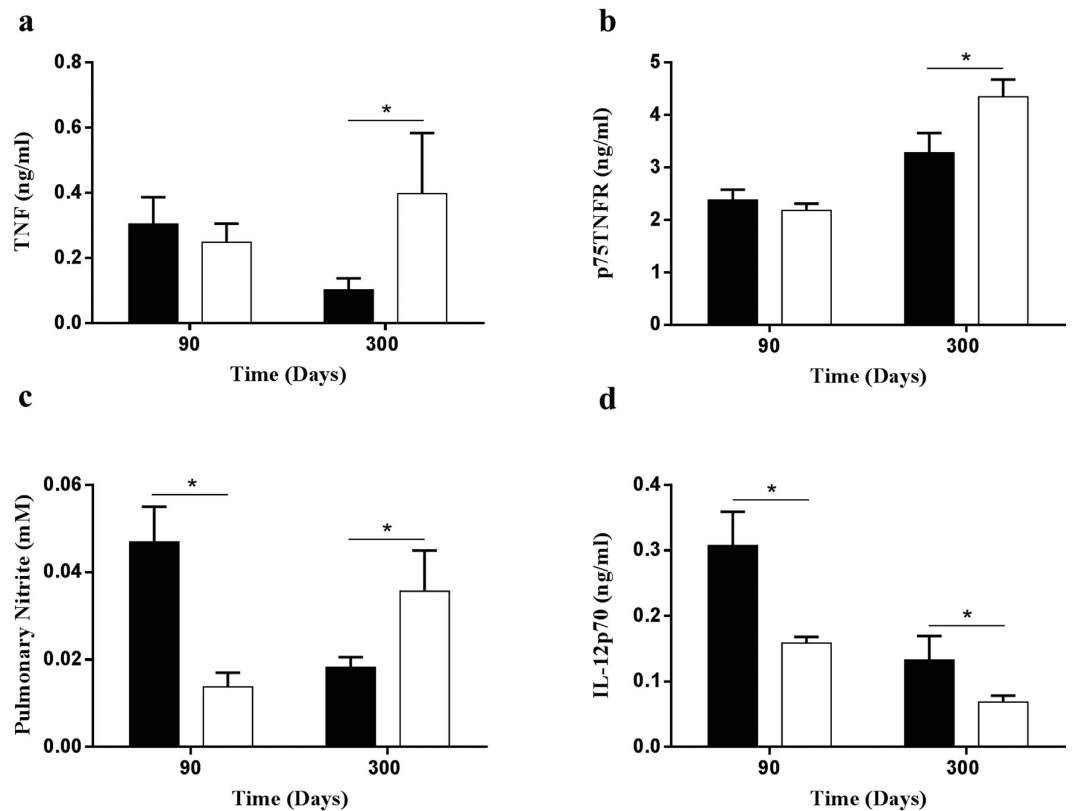 a
TNF (ng/ml)
0.8
0.6
0.4
0.2
0.0
*
90
300
Time (Days)
b
p75TNFR (ng/ml)
5
4
3
2
1
0
*
90
300
Time (Days)
c
Pulmonary Nitrite (mM)
0.06
0.04
0.02
0.00
*
*
90
300
Time (Days)
d
IL-12p70 (ng/ml)
0.4
0.3
0.2
0.1
0.0
*
*
90
300
Time (Days)